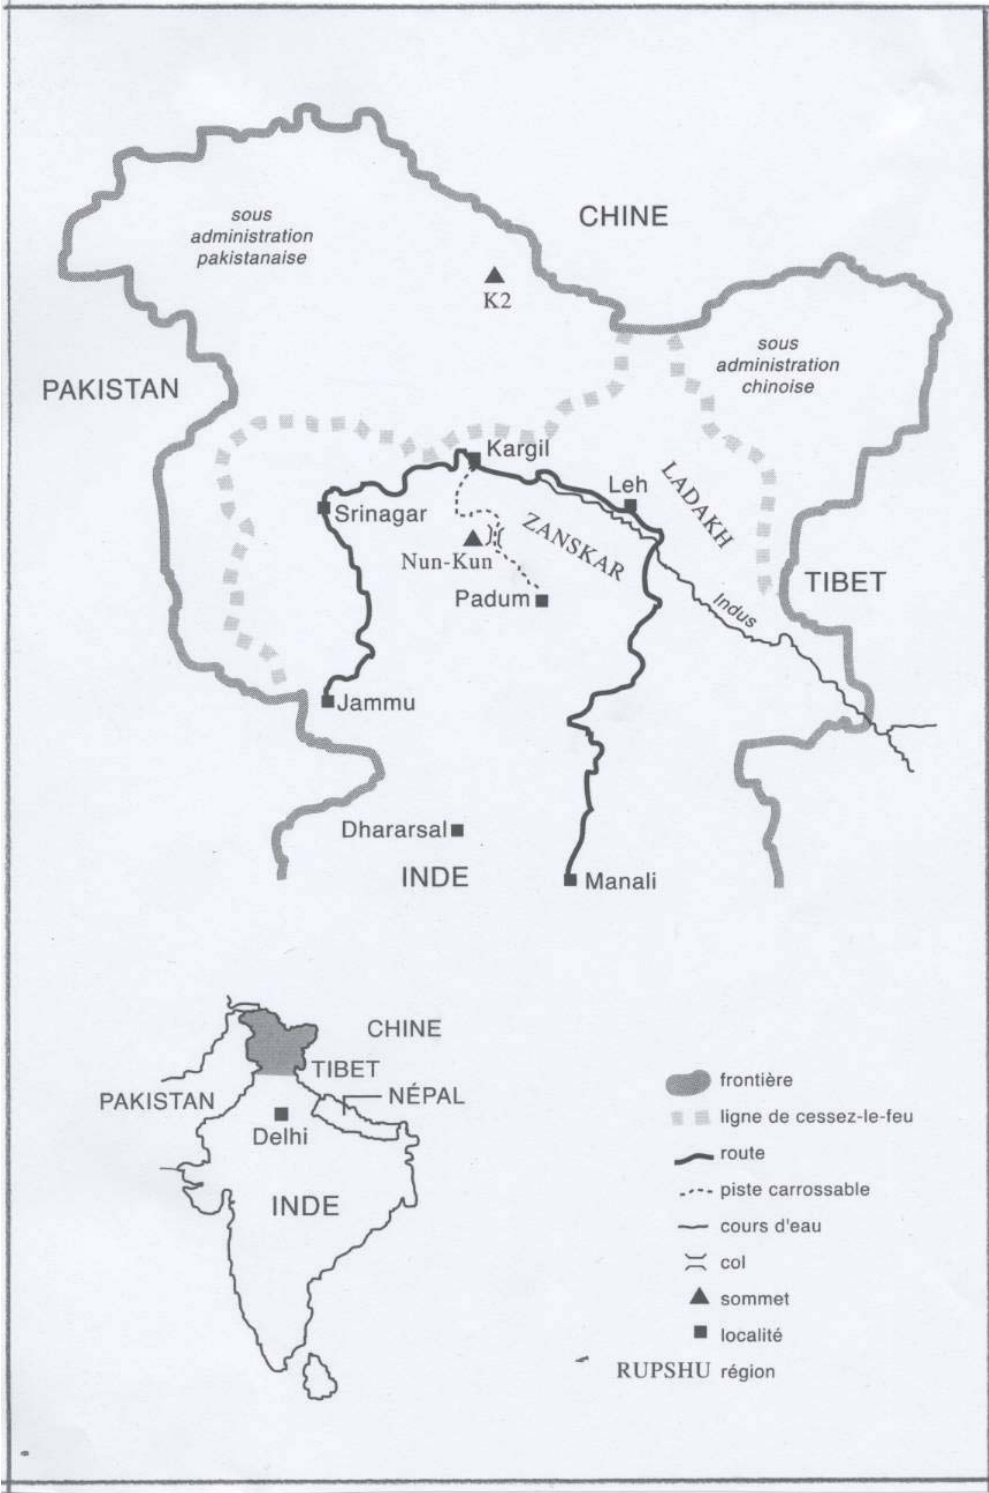 sous
administration
pakistanaise
CHINE
K2
sous
administration
chinoise
PAKISTAN
Kargil
Leh
LADAKH
Srinagar
ZANSKAR
Nun-Kun
TIBET
Padum
Indus
Jammu
Dhararsal
INDE
Manali
CHINE
TIBET
PAKISTAN
NÉPAL
Delhi
INDE
frontière
ligne de cessez-le-feu
route
piste carrossable
cours d'eau
col
sommet
localité
RUPSHU région